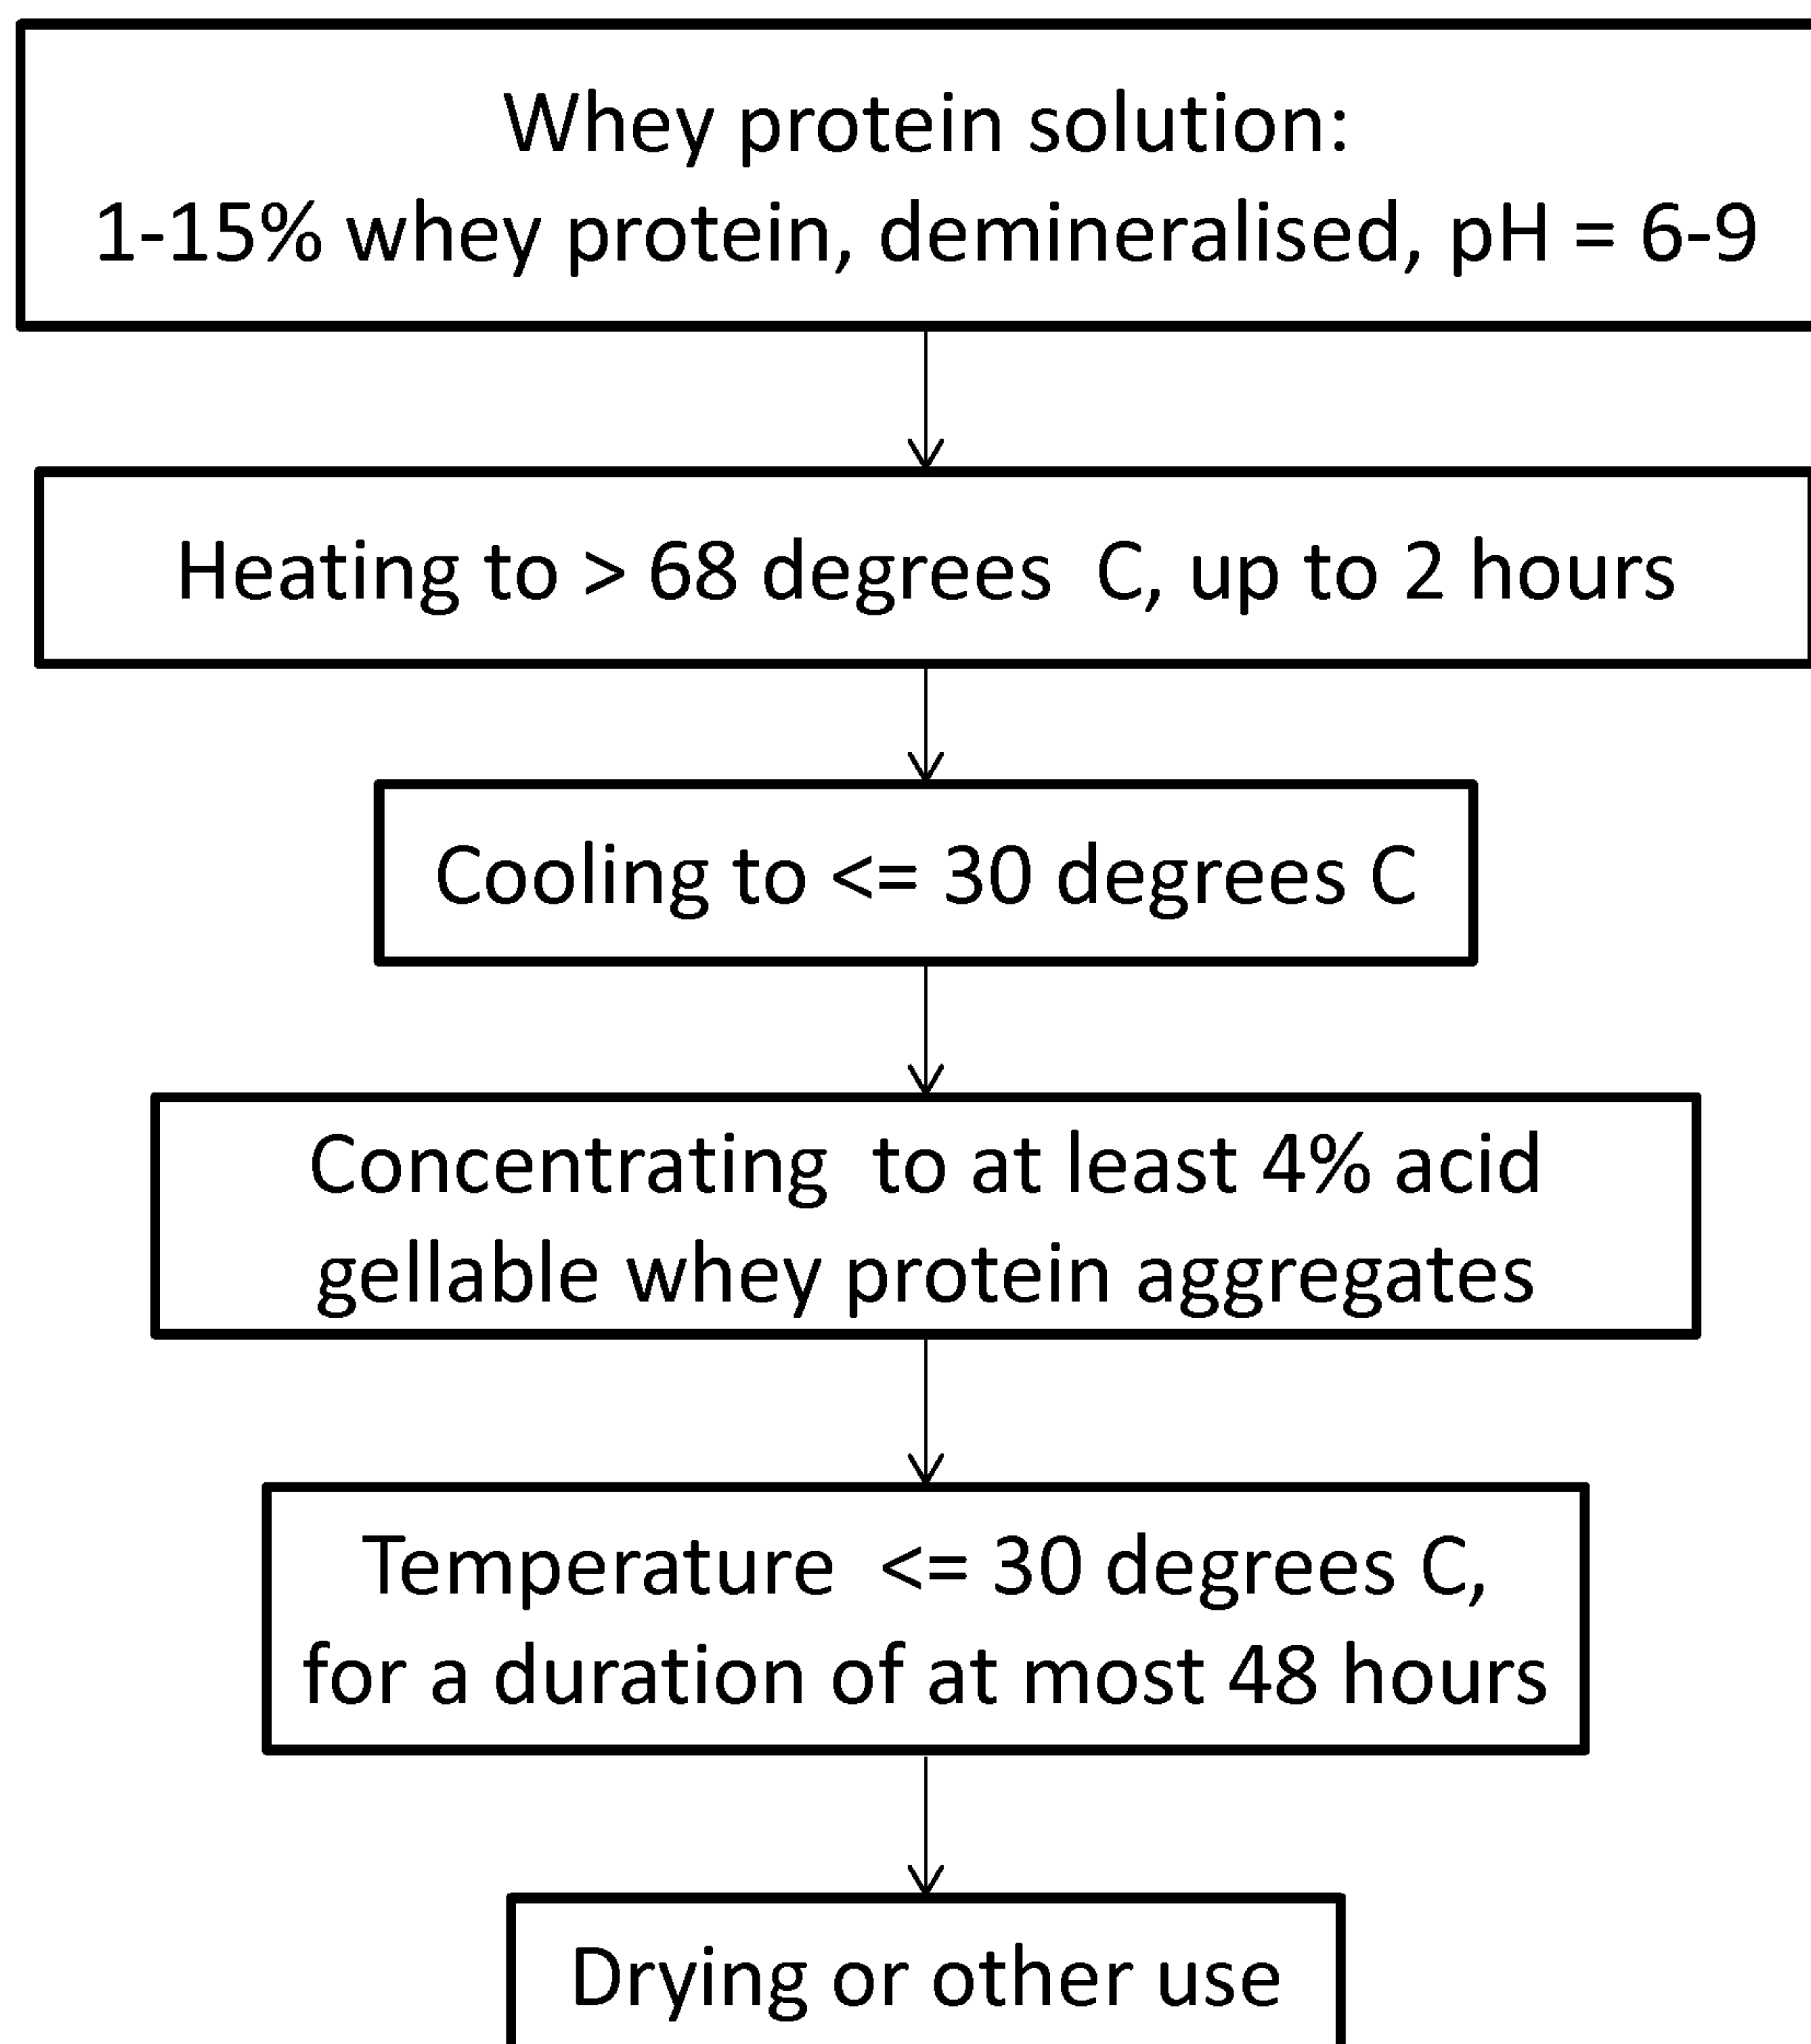 Whey protein solution:
1-15% whey protein, demineralised, pH = 6-9
Heating to > 68 degrees  C, up to 2 hours
Cooling to <= 30 degrees C
Concentrating  to at least 4% acid
gellable whey protein aggregates
Temperature  <= 30 degrees C,
for a duration of at most 48 hours
Drying or other use